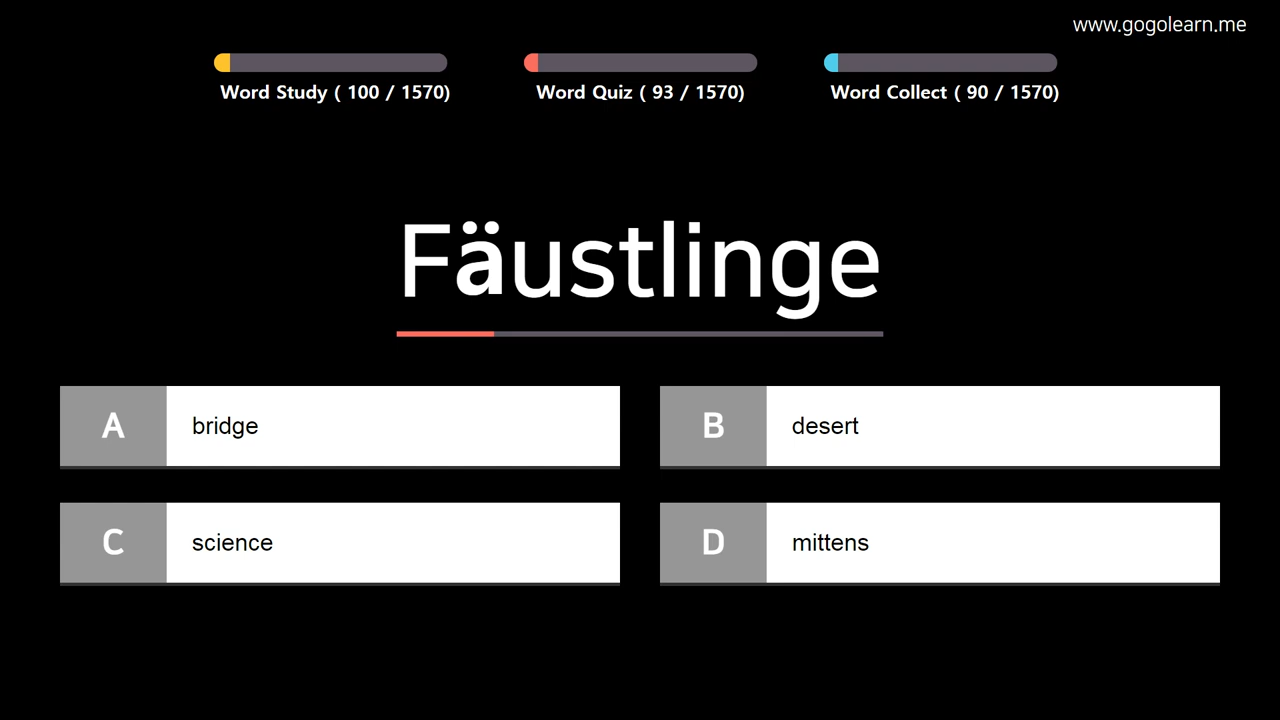 www.gogolearn.me
Word Study ( 100 / 1570)
Word Quiz ( 93 / 1570)
Word Collect ( 90 / 1570)
Fäustlinge
A bridge
B desert
C science
D mittens